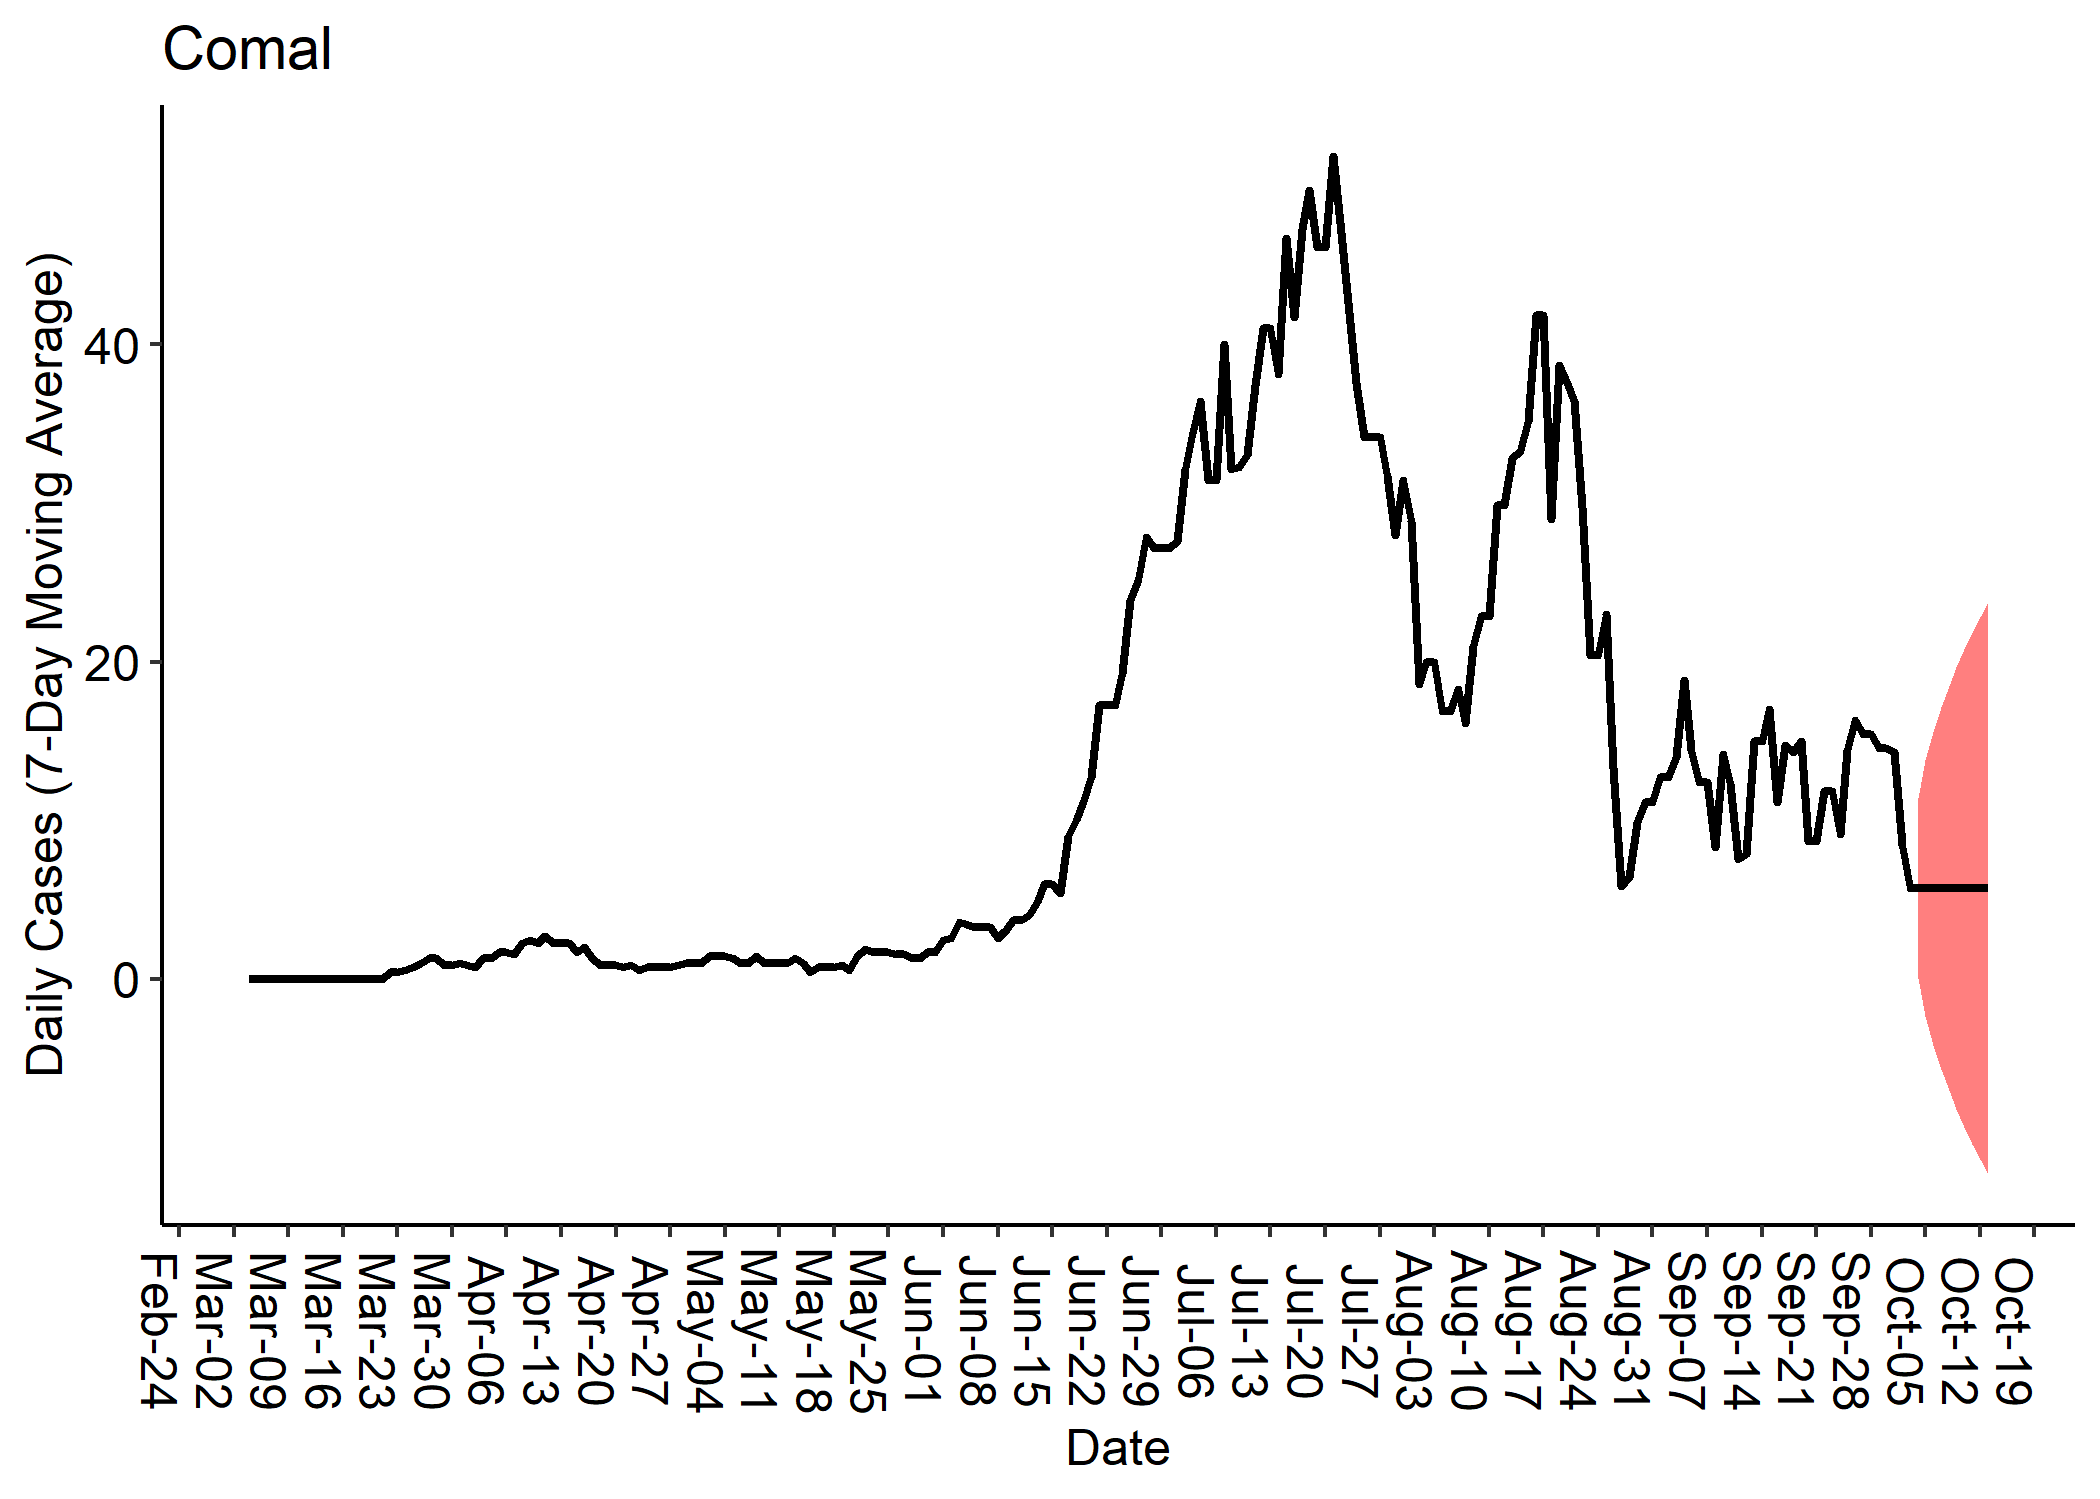 Comal
Daily Cases (7-Day Moving Average)
40
20
0
Feb-24
Mar-02
Mar-09
Mar-16
Mar-23
Mar-30
Apr-06
Apr-13
Apr-20
Apr-27
May-04
May-11
May-18
May-25
Jun-01
Jun-08
Jun-15
Jun-22
Jun-29
Jul-06
Jul-13
Jul-20
Jul-27
Aug-03
Aug-10
Aug-17
Aug-24
Aug-31
Sep-07
Sep-14
Sep-21
Sep-28
Oct-05
Oct-12
Oct-19
Date